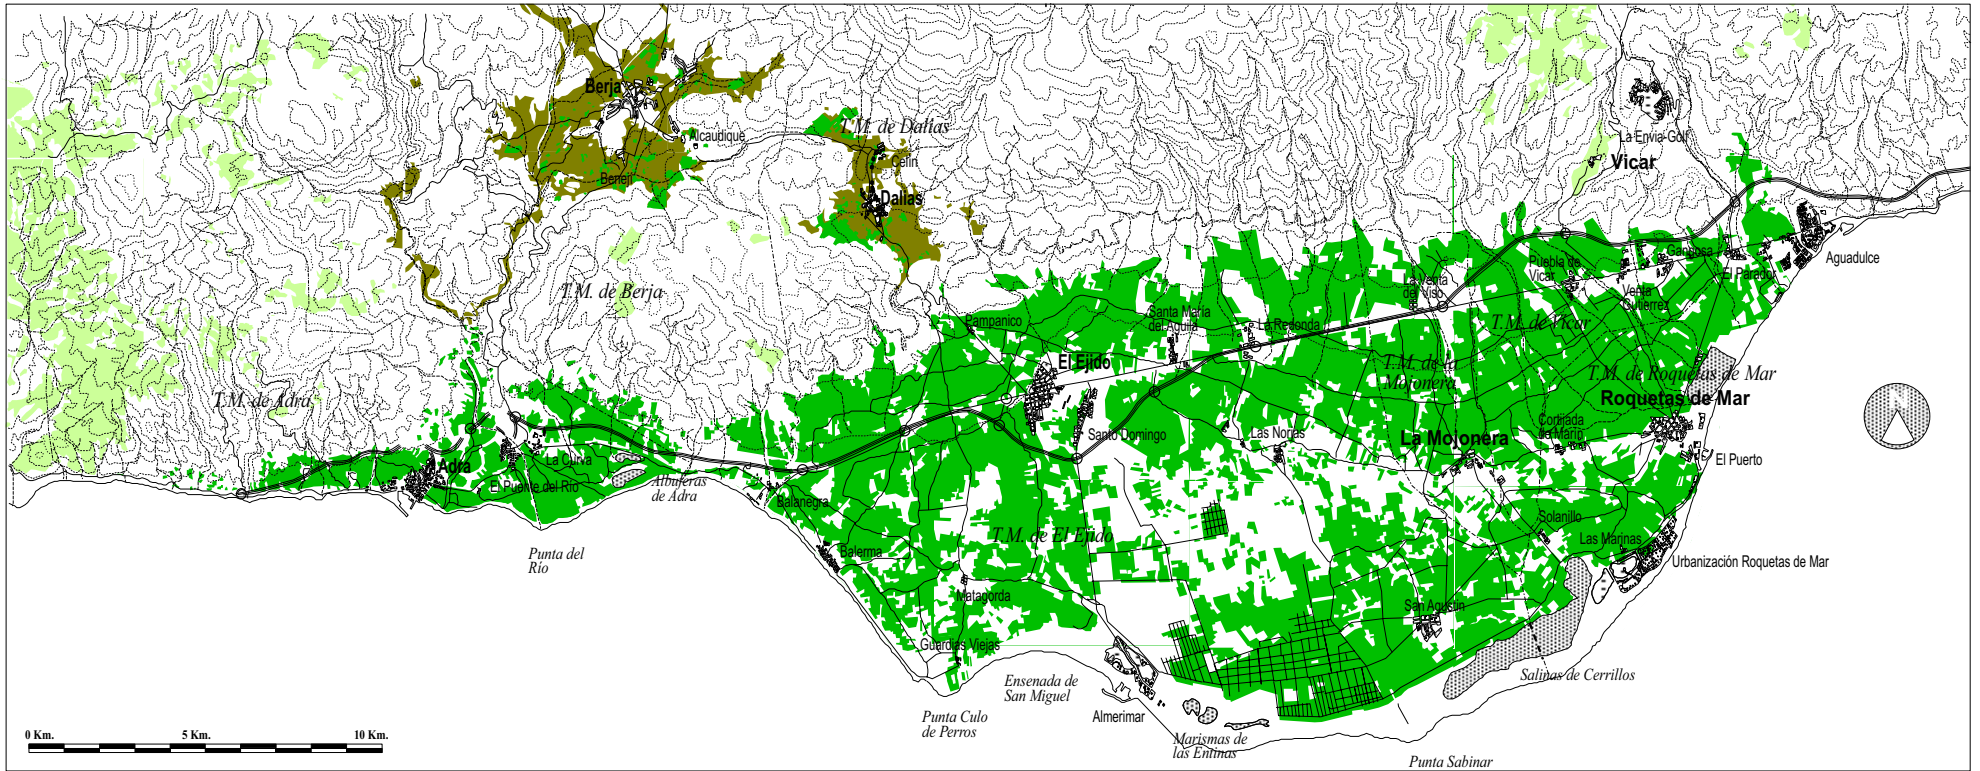 Berja
Alcaudique
Benejí
T.M. de Dalías
Celín
Dalías
La Envia-Golf
Vicar
T.M. de Berja
Pampanico
Santa María
del Aguila
La Redonda
La Venta
del Viso
Puebla de
Vicar
Gangosa
El Parador
Aguadulce
Venta
Gutierrez
T.M. de Vícar
El Ejido
T.M. de la
Mojonera
T.M. de Roquetas de Mar
Roquetas de Mar
T.M. de Adra
Adra
La Curva
El Puente del Río
Albuferas
de Adra
Santo Domingo
Las Norias
La Mojonera
Cortijada
de Marín
El Puerto
N
Balanegra
Balerma
T.M. de El Ejido
Solanillo
Las Marinas
Urbanización Roquetas de Mar
Punta del
Río
Matagorda
San Agustín
Guardias Viejas
Ensenada de
San Miguel
Salinas de Cerrillos
Punta Culo
de Perros
Almerimar
Marismas de
las Entinas
Punta Sabinar
0 Km.
5 Km.
10 Km.